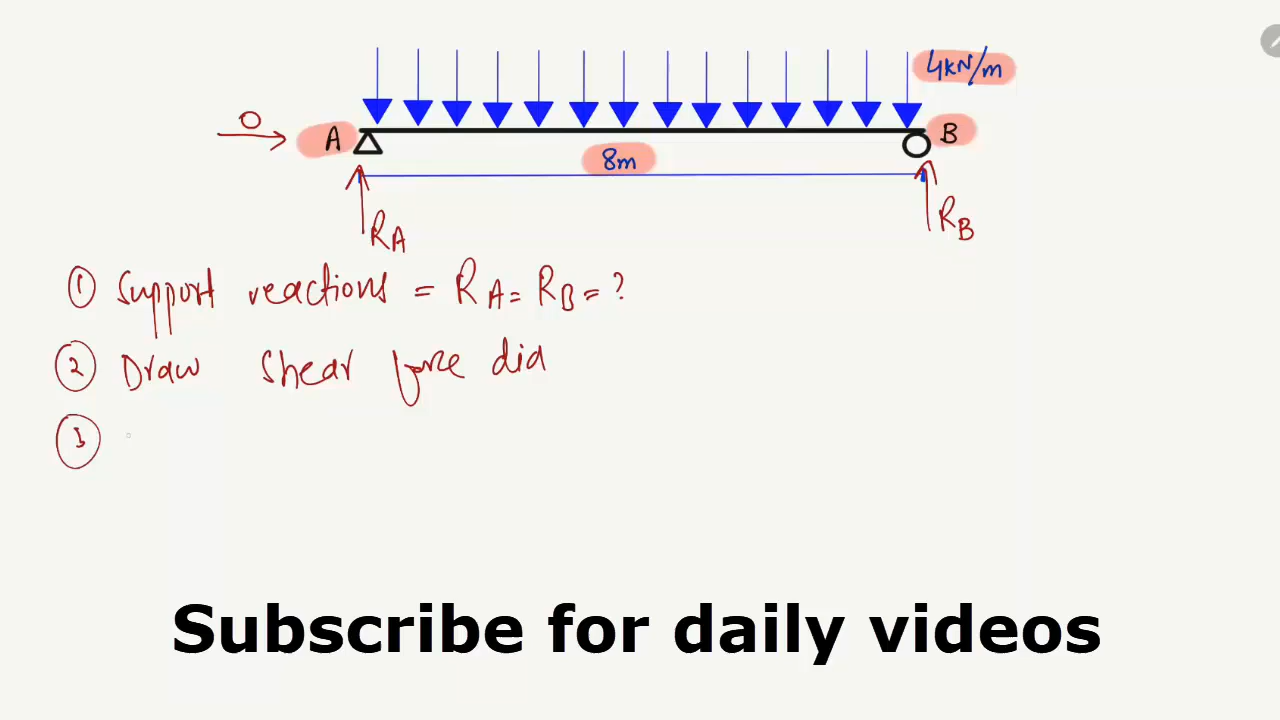 4kN/m
O
A
B
8m
RA
RB
① Support reactions = RA = RB = ?
② Draw Shear force dia
③
Subscribe for daily videos